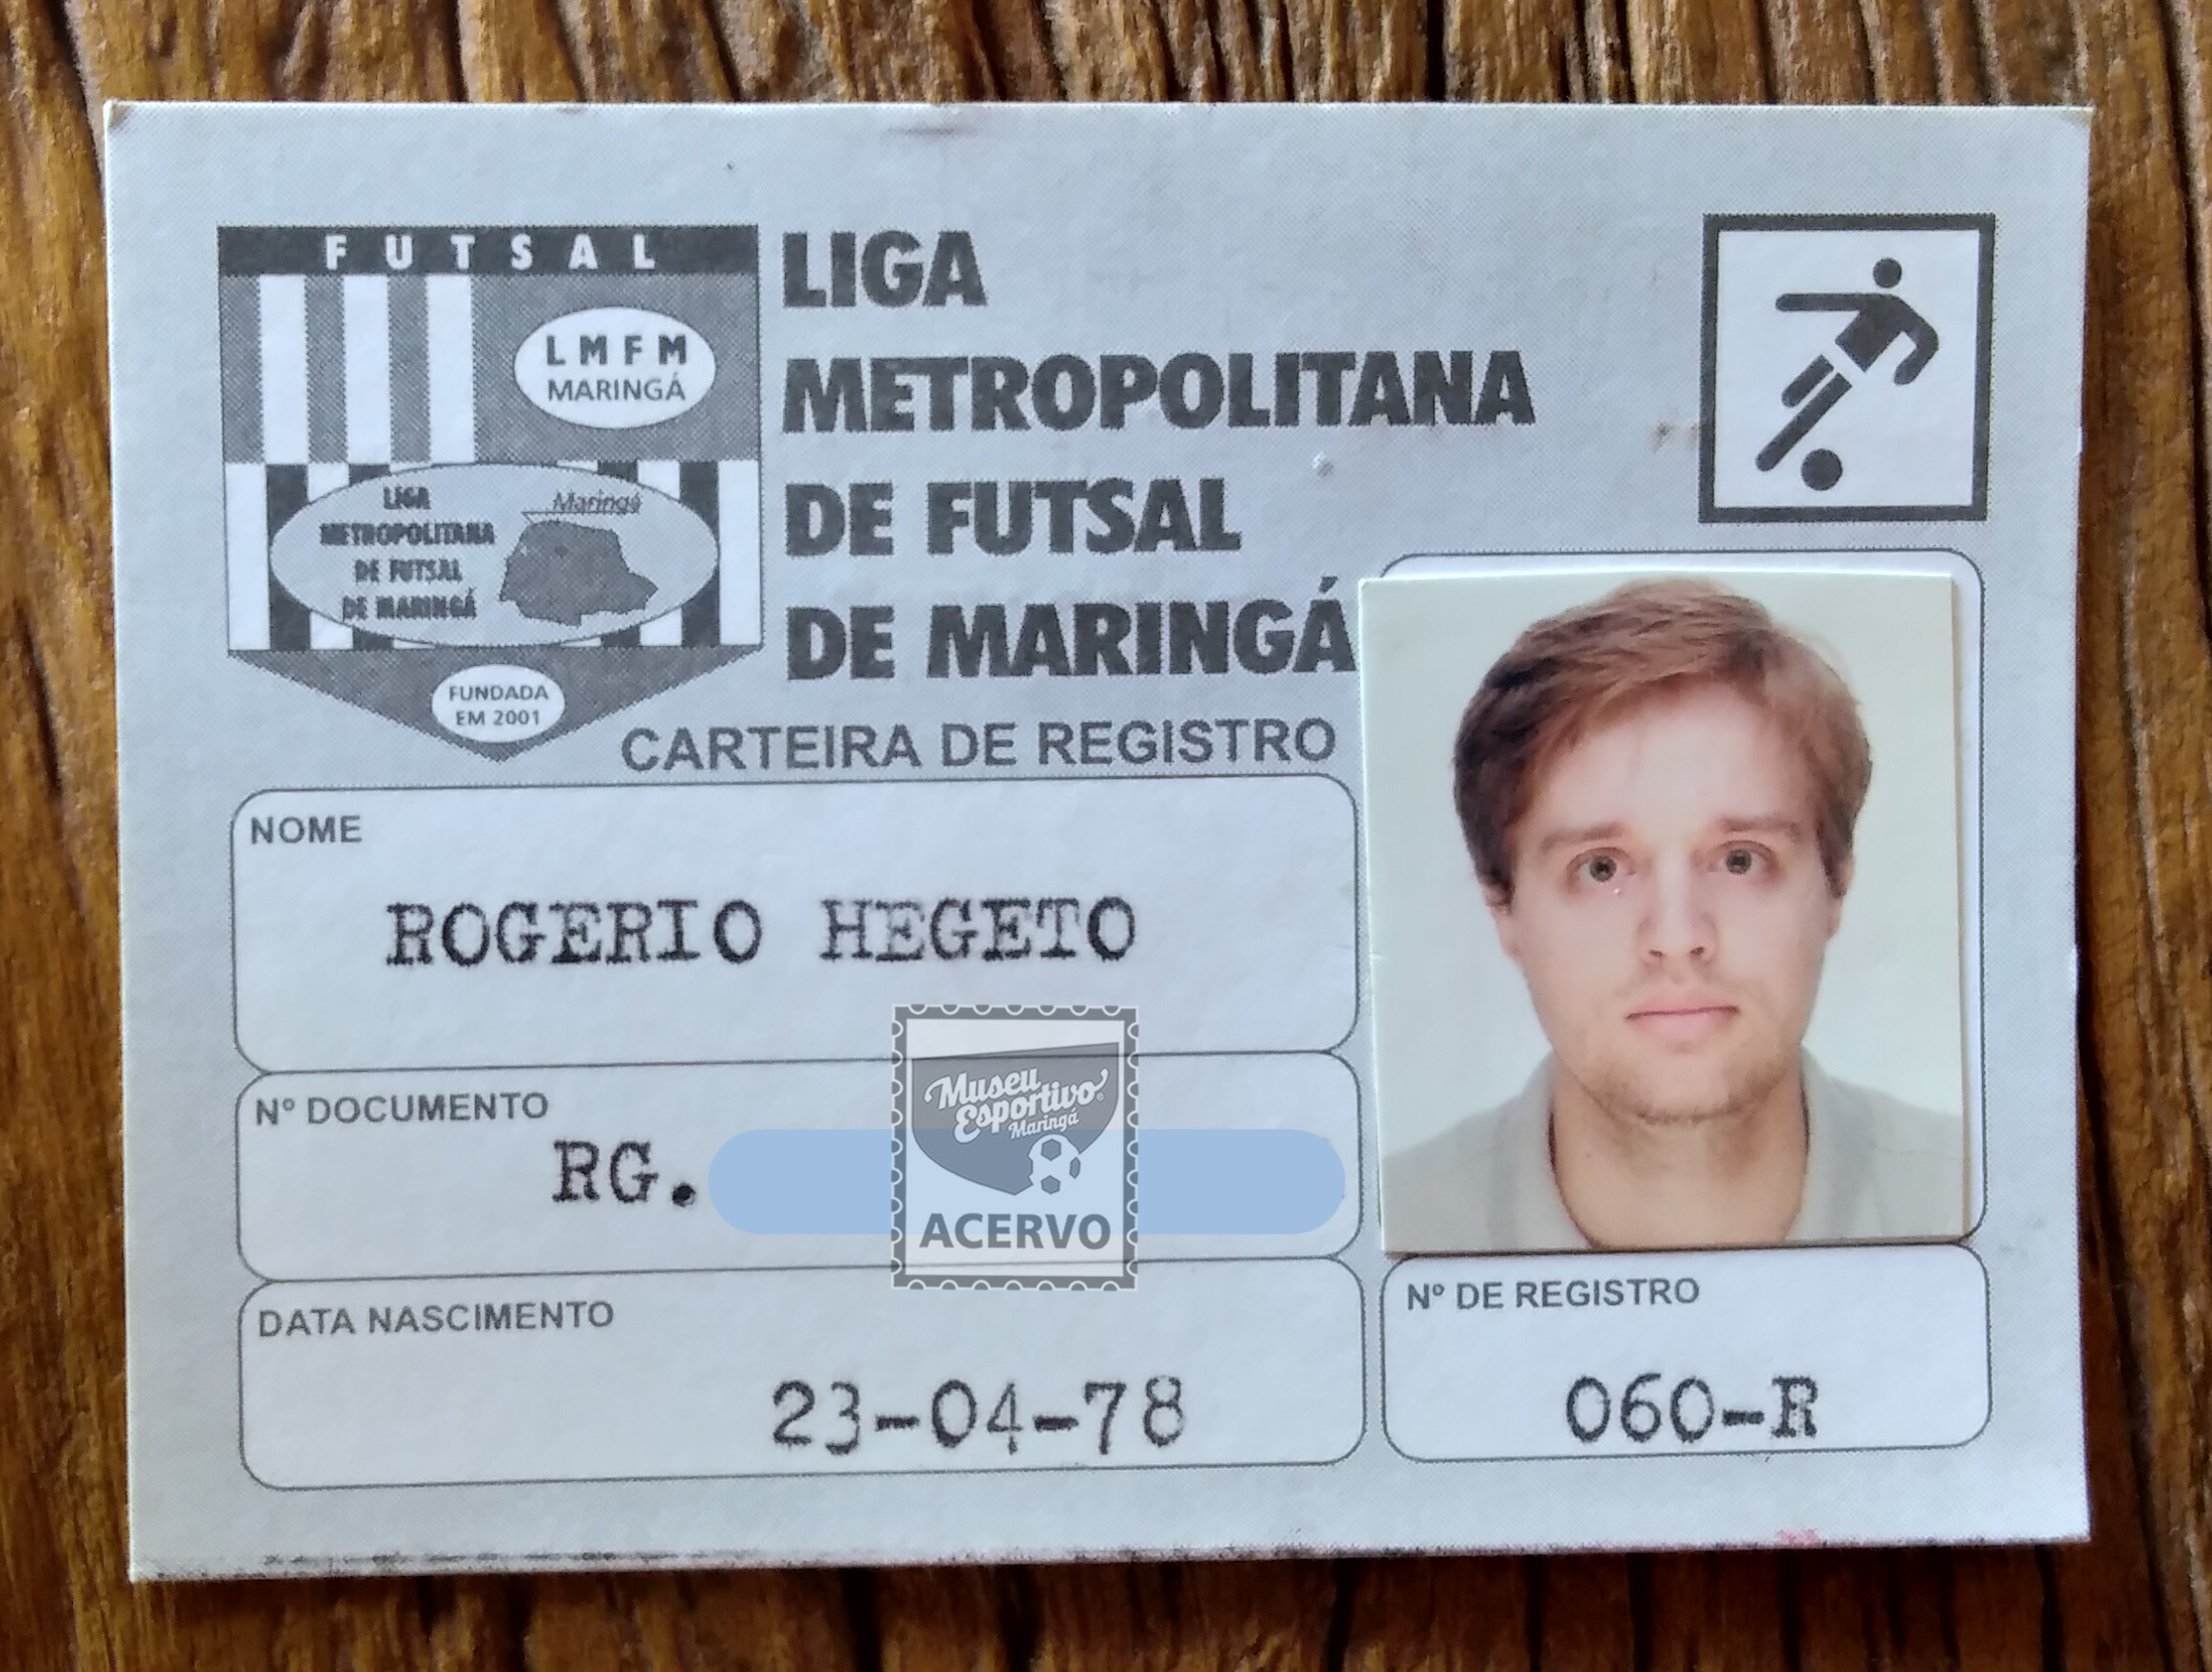 FUTSAL
LMFM
MARINGÁ
LIGA
METROPOLITANA
DE FUTSAL
DE MARINGÁ
Maringá
FUNDADA
EM 2001
LIGA
METROPOLITANA
DE FUTSAL
DE MARINGÁ
CARTEIRA DE REGISTRO
NOME
ROGERIO HEGETO
Nº DOCUMENTO
RG.
Museu
Esportivo
Maringá
ACERVO
DATA NASCIMENTO
23-04-78
Nº DE REGISTRO
060-R